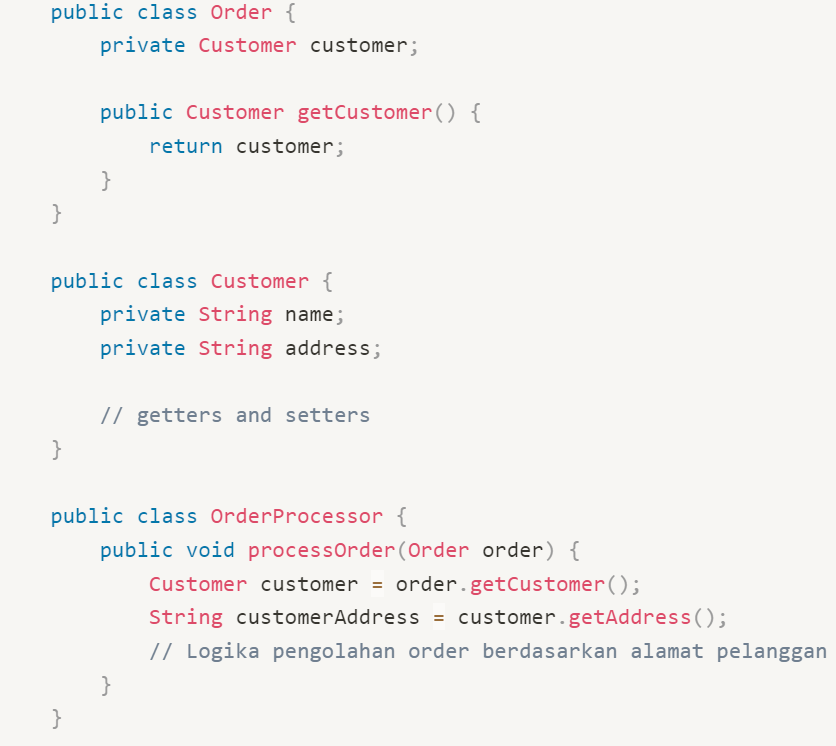 public class Order {
    private Customer customer;

    public Customer getCustomer() {
        return customer;
    }
}

public class Customer {
    private String name;
    private String address;

    // getters and setters
}

public class OrderProcessor {
    public void processOrder(Order order) {
        Customer customer = order.getCustomer();
        String customerAddress = customer.getAddress();
        // Logika pengolahan order berdasarkan alamat pelanggan
    }
}